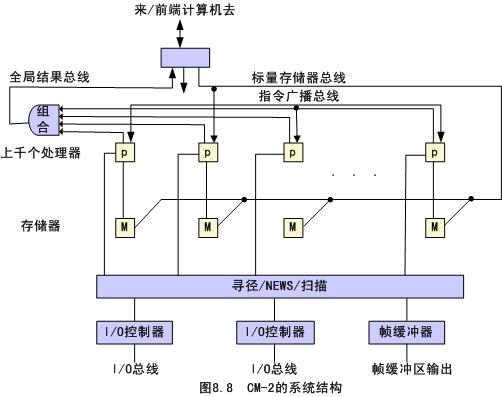 来/前端计算机去
全局结果总线
标量存储器总线
指令广播总线
组合
上千个处理器
p p p p
. . .
存储器
M M M M
寻径/NEWS/扫描
I/O控制器 I/O控制器 帧缓冲器
I/O总线 I/O总线 帧缓冲区输出
图8.8 CM-2的系统结构